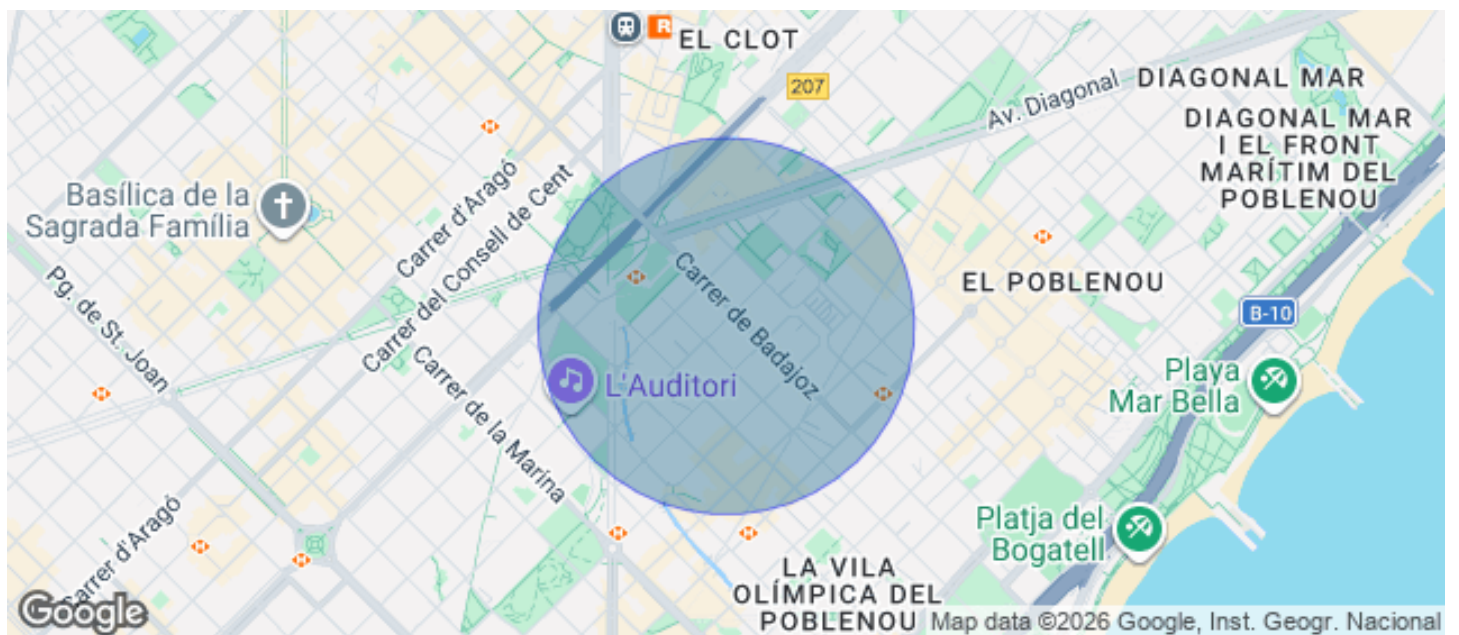 R
EL CLOT
207
Av. Diagonal
DIAGONAL MAR
DIAGONAL MAR
I EL FRONT
MARÍTIM DEL
POBLENOU
Basílica de la
Sagrada Família
Carrer d'Aragó
Carrer del Consell de Cent
Pg. de St. Joan
Carrer de Badajoz
EL POBLENOU
B-10
L'Auditori
Carrer de la Marina
Playa
Mar Bella
Carrer d'Aragó
Platja del
Bogatell
LA VILA
OLÍMPICA DEL
POBLENOU
Google
Map data ©2026 Google, Inst. Geogr. Nacional